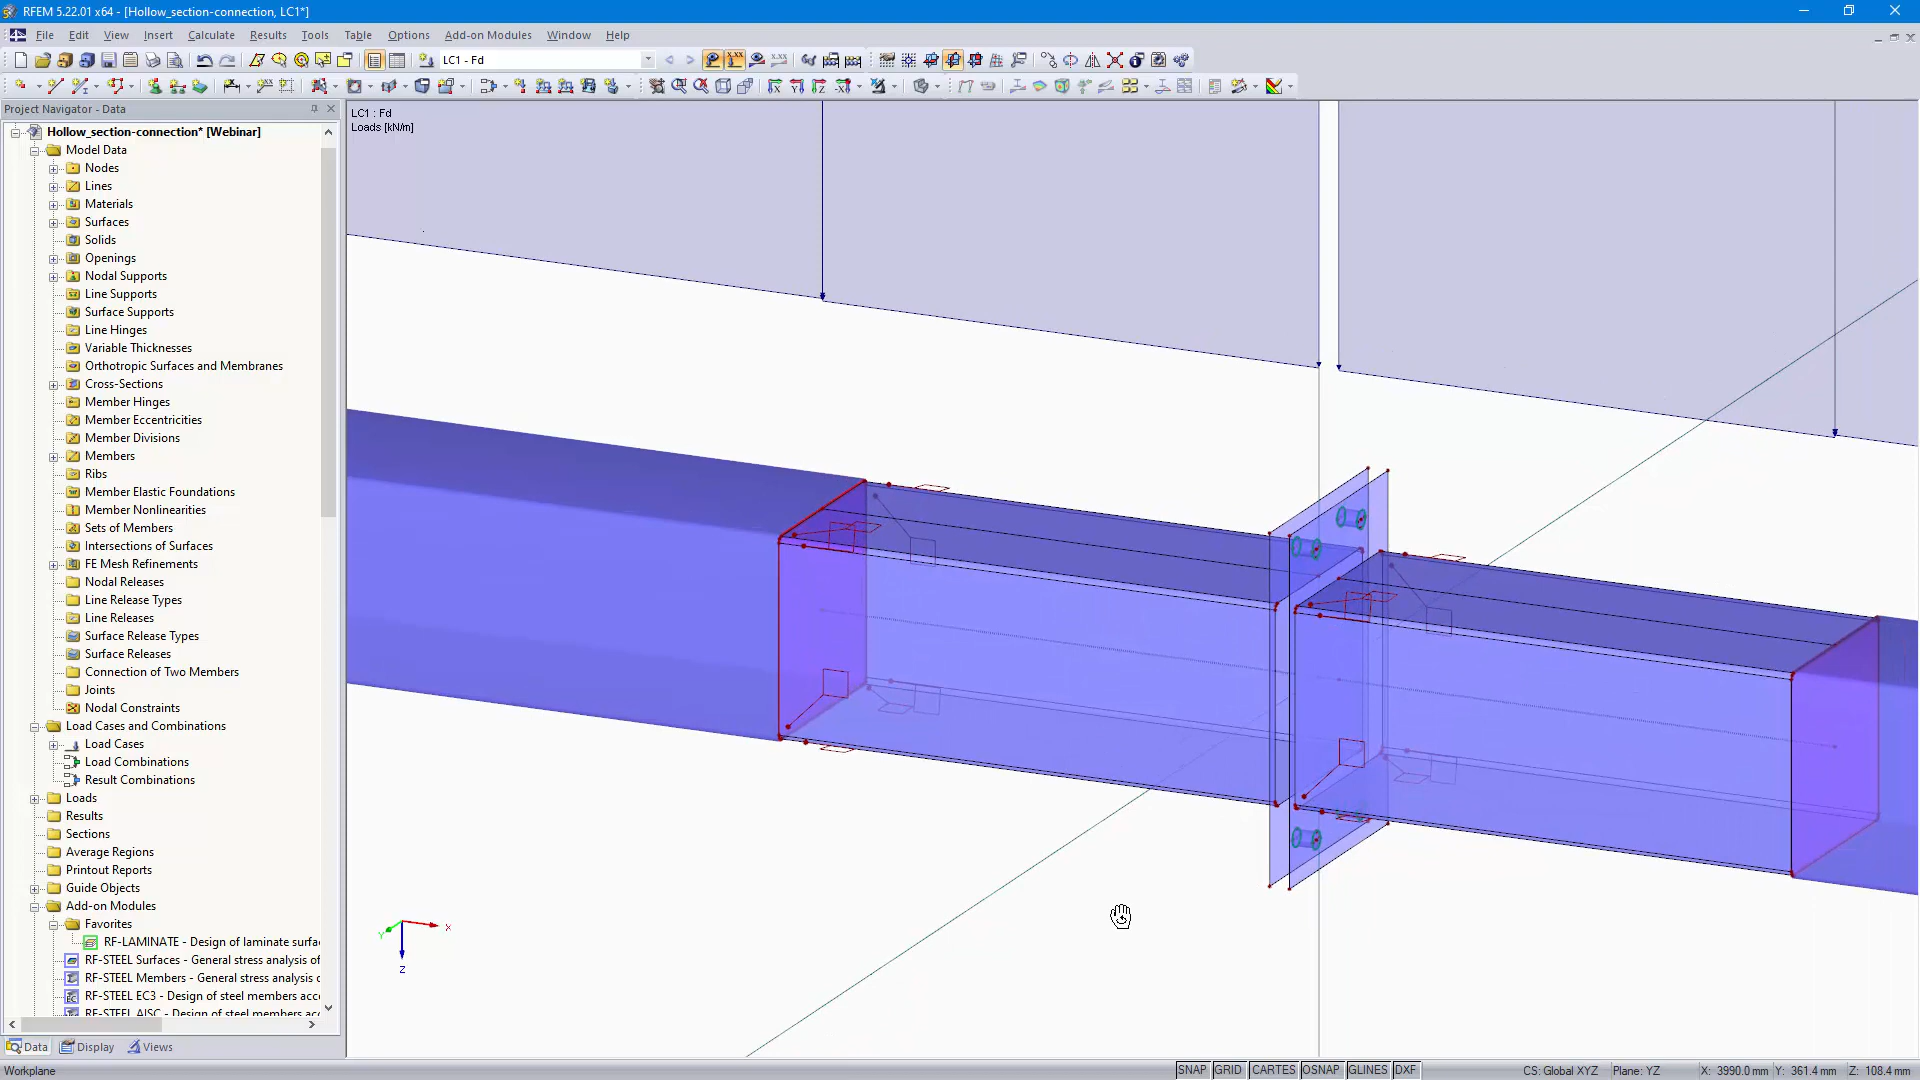 RFEM 5.22.01 x64 - [Hollow_section-connection, LC1*]
File Edit View Insert Calculate Results Tools Table Options Add-on Modules Window Help
LC1 - Fd
Project Navigator - Data
LC1 : Fd
Loads [kN/m]
Hollow_section-connection* [Webinar]
Model Data
Nodes
Lines
Materials
Surfaces
Solids
Openings
Nodal Supports
Line Supports
Surface Supports
Line Hinges
Variable Thicknesses
Orthotropic Surfaces and Membranes
Cross-Sections
Member Hinges
Member Eccentricities
Member Divisions
Members
Ribs
Member Elastic Foundations
Member Nonlinearities
Sets of Members
Intersections of Surfaces
FE Mesh Refinements
Nodal Releases
Line Release Types
Line Releases
Surface Release Types
Surface Releases
Connection of Two Members
Joints
Nodal Constraints
Load Cases and Combinations
Load Cases
Load Combinations
Result Combinations
Loads
Results
Sections
Average Regions
Printout Reports
Guide Objects
Add-on Modules
Favorites
RF-LAMINATE - Design of laminate surfa
RF-STEEL Surfaces - General stress analysis of
RF-STEEL Members - General stress analysis o
RF-STEEL EC3 - Design of steel members acc
RF-STEEL AISC - Design of steel members acc
X
Y
Z
Data Display Views
Workplane
SNAP GRID CARTES OSNAP GLINES DXF
CS: Global XYZ Plane: YZ X: 3990.0 mm Y: 361.4 mm Z: 108.4 mm